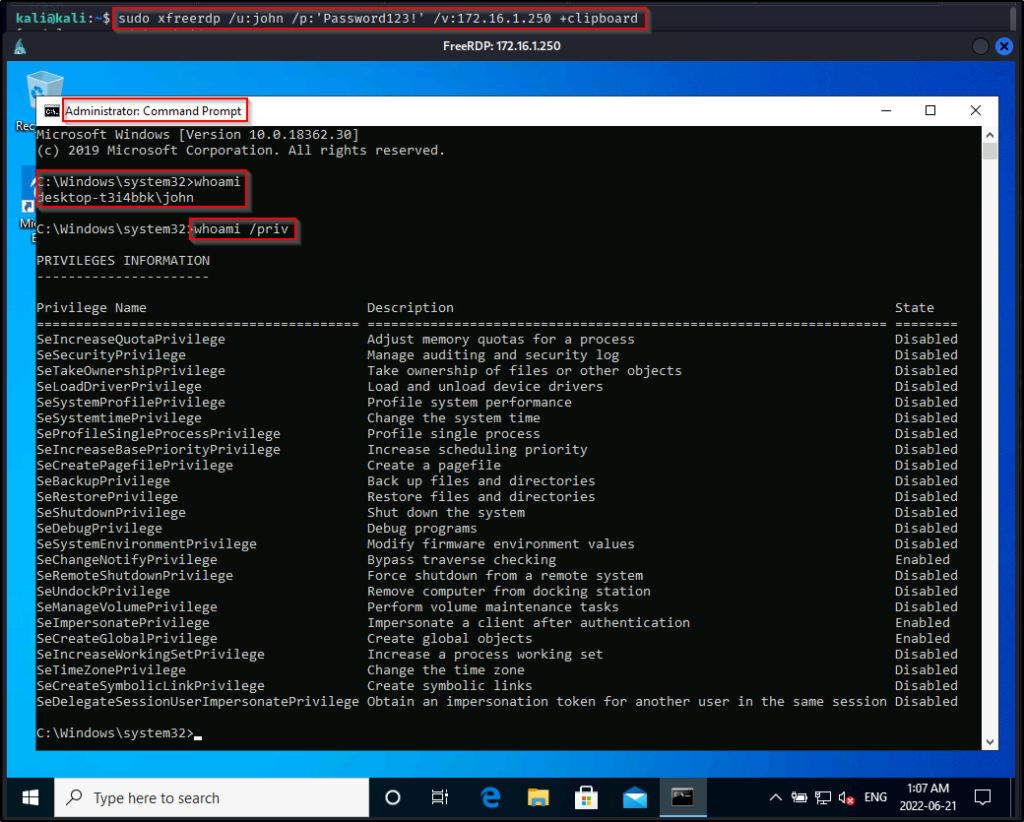 kali@kali:~$ sudo xfreerdp /u:john /p:'Password123!' /v:172.16.1.250 +clipboard
FreeRDP: 172.16.1.250
Administrator: Command Prompt
Microsoft Windows [Version 10.0.18362.30]
(c) 2019 Microsoft Corporation. All rights reserved.
C:\Windows\system32>whoami
desktop-t3i4bbk\john
C:\Windows\system32>whoami /priv
PRIVILEGES INFORMATION
----------------------
Privilege Name Description State
========================================= ================================================================== ========
SeIncreaseQuotaPrivilege Adjust memory quotas for a process Disabled
SeSecurityPrivilege Manage auditing and security log Disabled
SeTakeOwnershipPrivilege Take ownership of files or other objects Disabled
SeLoadDriverPrivilege Load and unload device drivers Disabled
SeSystemProfilePrivilege Profile system performance Disabled
SeSystemtimePrivilege Change the system time Disabled
SeProfileSingleProcessPrivilege Profile single process Disabled
SeIncreaseBasePriorityPrivilege Increase scheduling priority Disabled
SeCreatePagefilePrivilege Create a pagefile Disabled
SeBackupPrivilege Back up files and directories Disabled
SeRestorePrivilege Restore files and directories Disabled
SeShutdownPrivilege Shut down the system Disabled
SeDebugPrivilege Debug programs Disabled
SeSystemEnvironmentPrivilege Modify firmware environment values Disabled
SeChangeNotifyPrivilege Bypass traverse checking Enabled
SeRemoteShutdownPrivilege Force shutdown from a remote system Disabled
SeUndockPrivilege Remove computer from docking station Disabled
SeManageVolumePrivilege Perform volume maintenance tasks Disabled
SeImpersonatePrivilege Impersonate a client after authentication Enabled
SeCreateGlobalPrivilege Create global objects Enabled
SeIncreaseWorkingSetPrivilege Increase a process working set Disabled
SeTimeZonePrivilege Change the time zone Disabled
SeCreateSymbolicLinkPrivilege Create symbolic links Disabled
SeDelegateSessionUserImpersonatePrivilege Obtain an impersonation token for another user in the same session Disabled
C:\Windows\system32>
Type here to search
ENG
1:07 AM
2022-06-21